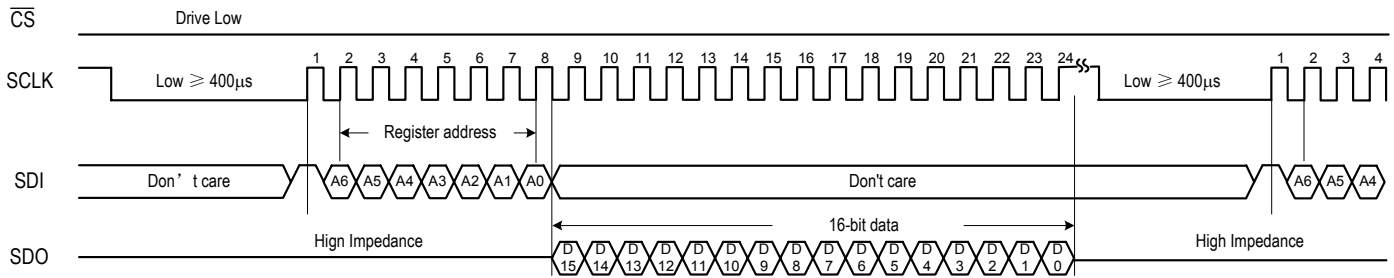 CS Drive Low
1 2 3 4 5 6 7 8 9 10 11 12 13 14 15 16 17 18 19 20 21 22 23 24 1 2 3 4
SCLK Low ≥ 400μs Low ≥ 400μs
Register address
SDI Don't care A6 A5 A4 A3 A2 A1 A0 Don't care A6 A5 A4
16-bit data
SDO Hign Impedance D15 D14 D13 D12 D11 D10 D9 D8 D7 D6 D5 D4 D3 D2 D1 D0 High Impedance